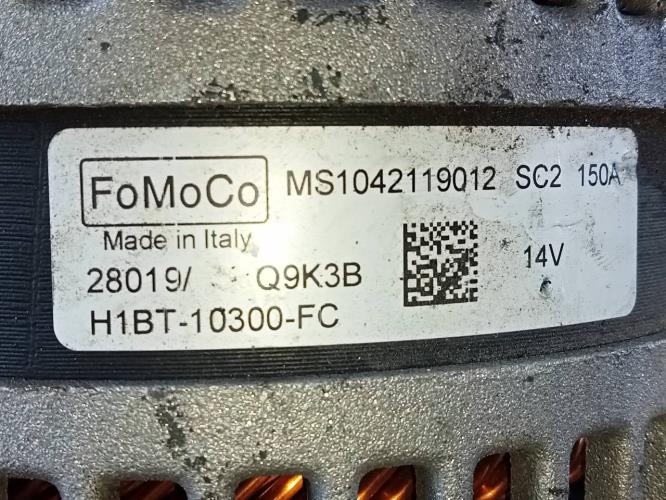 FoMoCo MS1042119012 SC2 150A
Made in Italy
28019/ Q9K3B 14V
H1BT-10300-FC